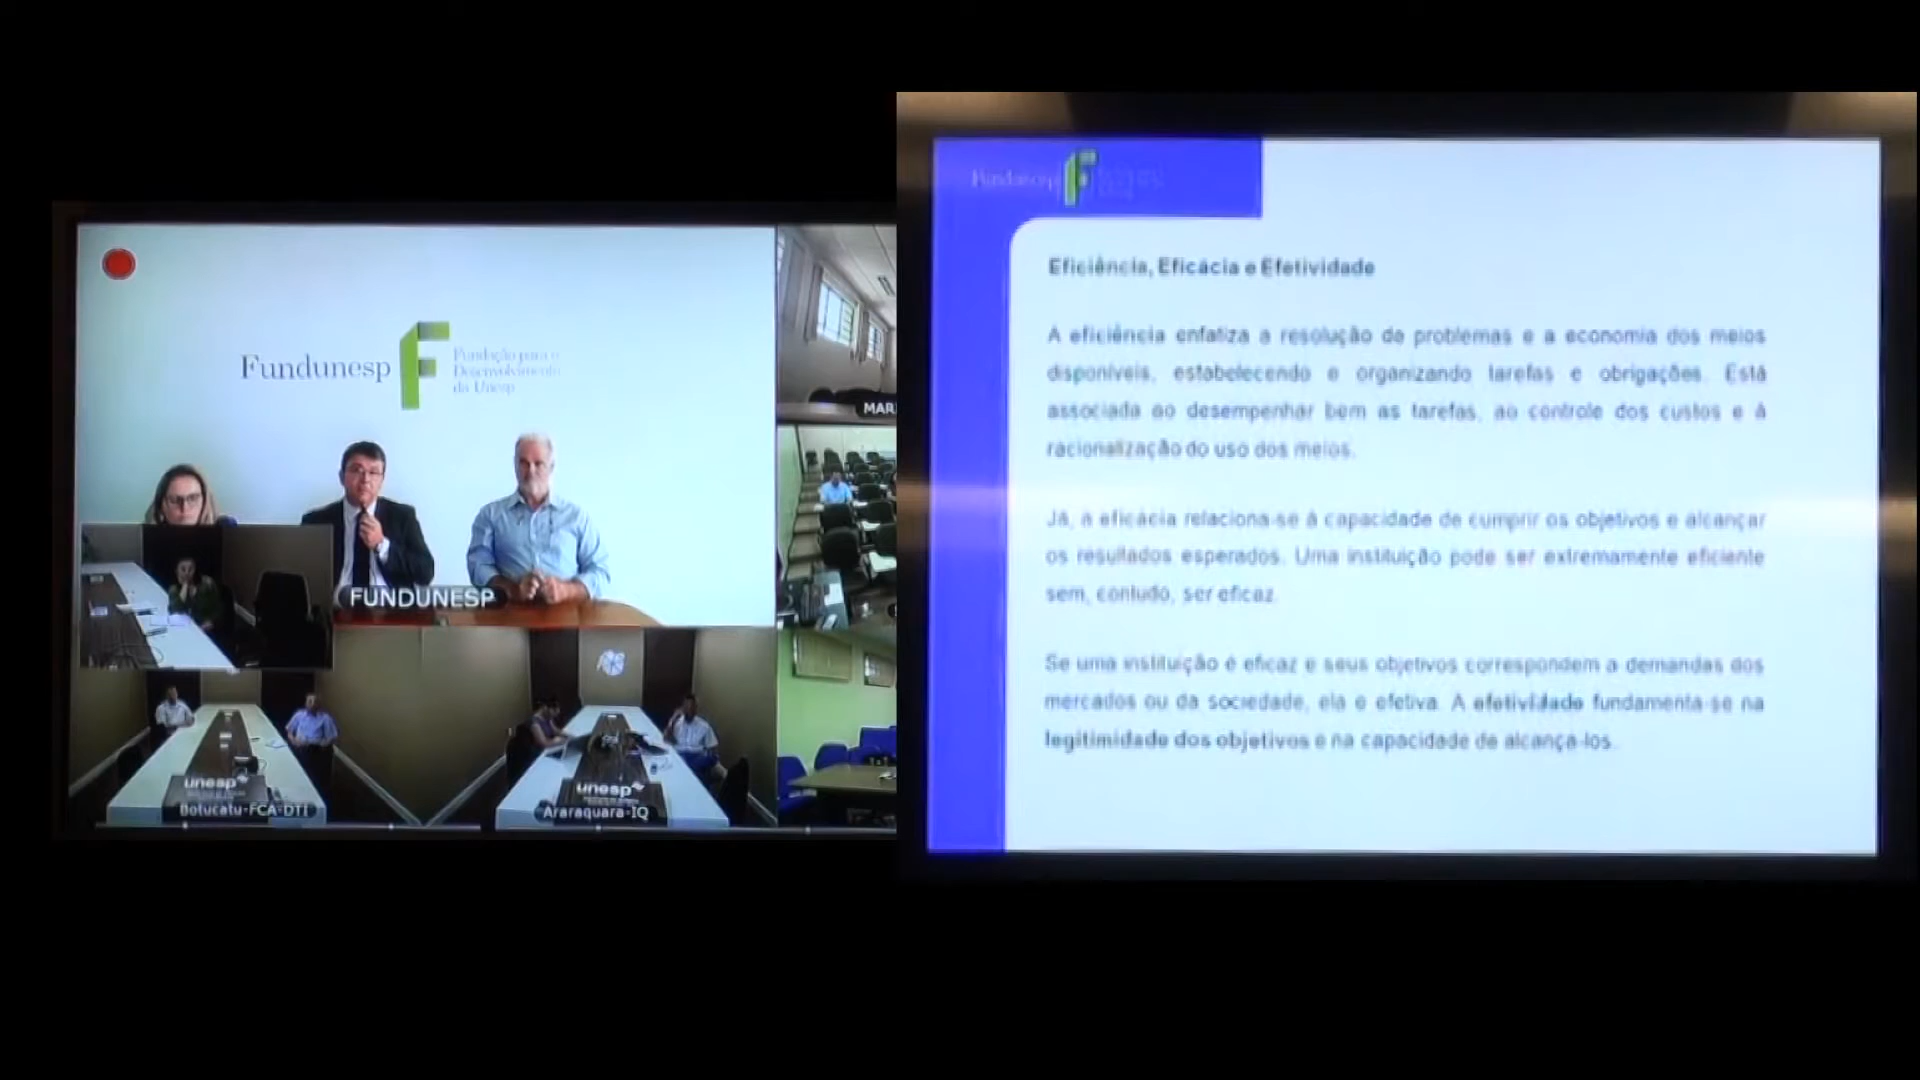 Fundunesp
Fundação para o
Desenvolvimento
da Unesp
MAR
FUNDUNESP
unesp
Botucatu-FCA-DTI
unesp
Araraquara-IQ
Fundunesp
Eficiência, Eficácia e Efetividade
A eficiência enfatiza a resolução de problemas e a economia dos meios
disponíveis, estabelecendo e organizando tarefas e obrigações. Está
associada ao desempenhar bem as tarefas, ao controle dos custos e à
racionalização do uso dos meios.
Já, a eficácia relaciona-se à capacidade de cumprir os objetivos e alcançar
os resultados esperados. Uma instituição pode ser extremamente eficiente
sem, contudo, ser eficaz.
Se uma instituição é eficaz e seus objetivos correspondem a demandas dos
mercados ou da sociedade, ela e efetiva. A efetividade fundamenta-se na
legitimidade dos objetivos e na capacidade de alcança-los.